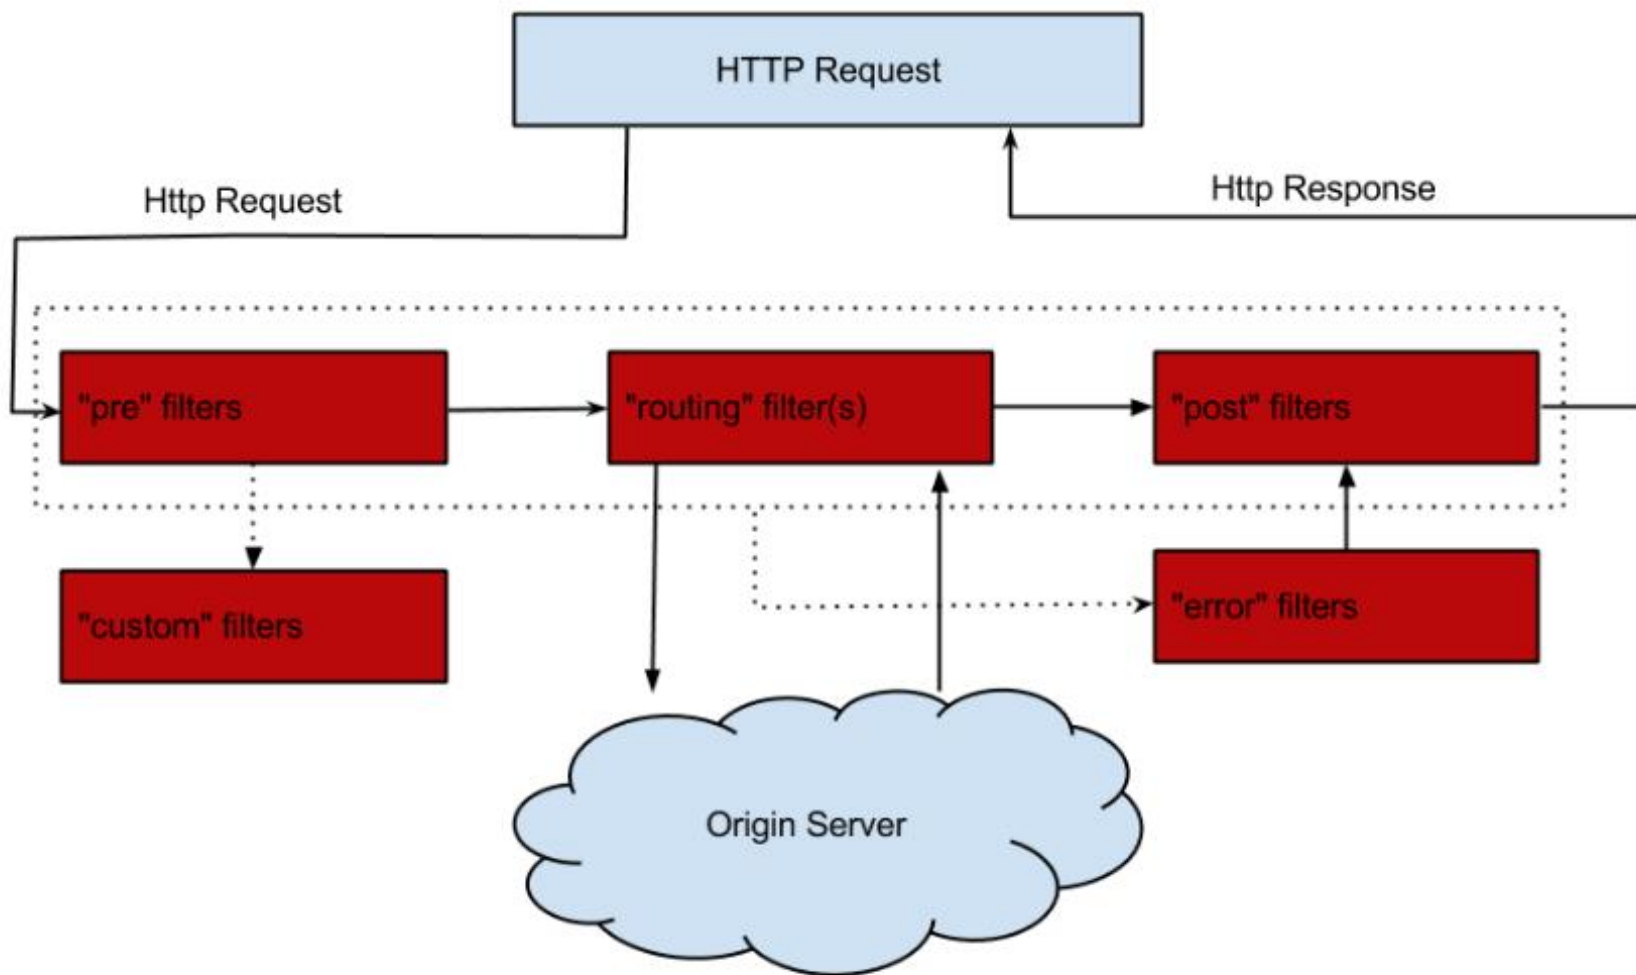 HTTP Request
Http Request
Http Response
"pre" filters
"routing" filter(s)
"post" filters
"custom" filters
"error" filters
Origin Server